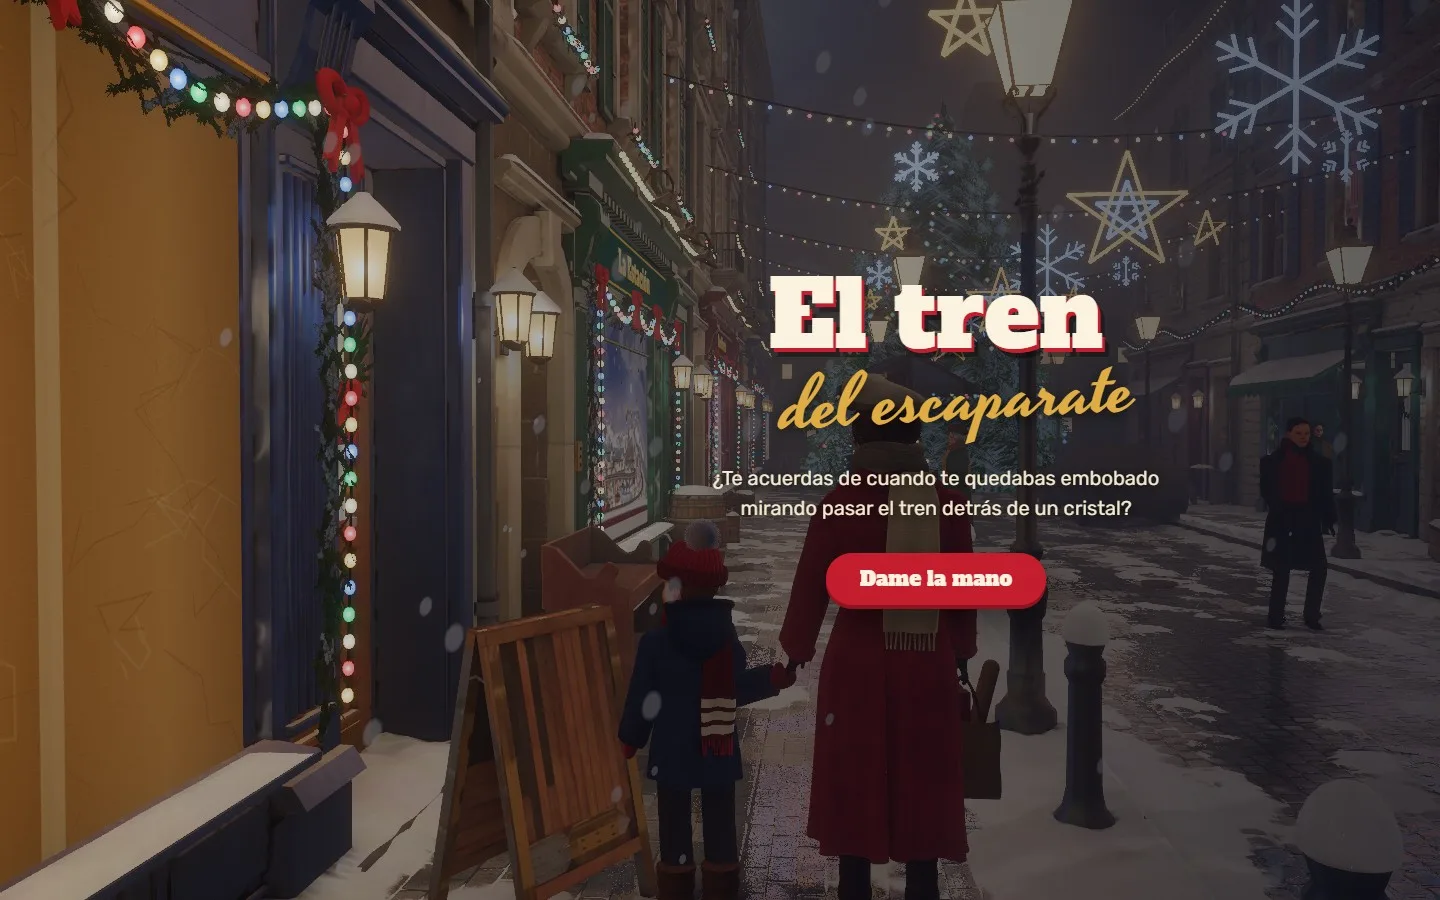 El tren
del escaparate
¿Te acuerdas de cuando te quedabas embobado
mirando pasar el tren detrás de un cristal?
Dame la mano